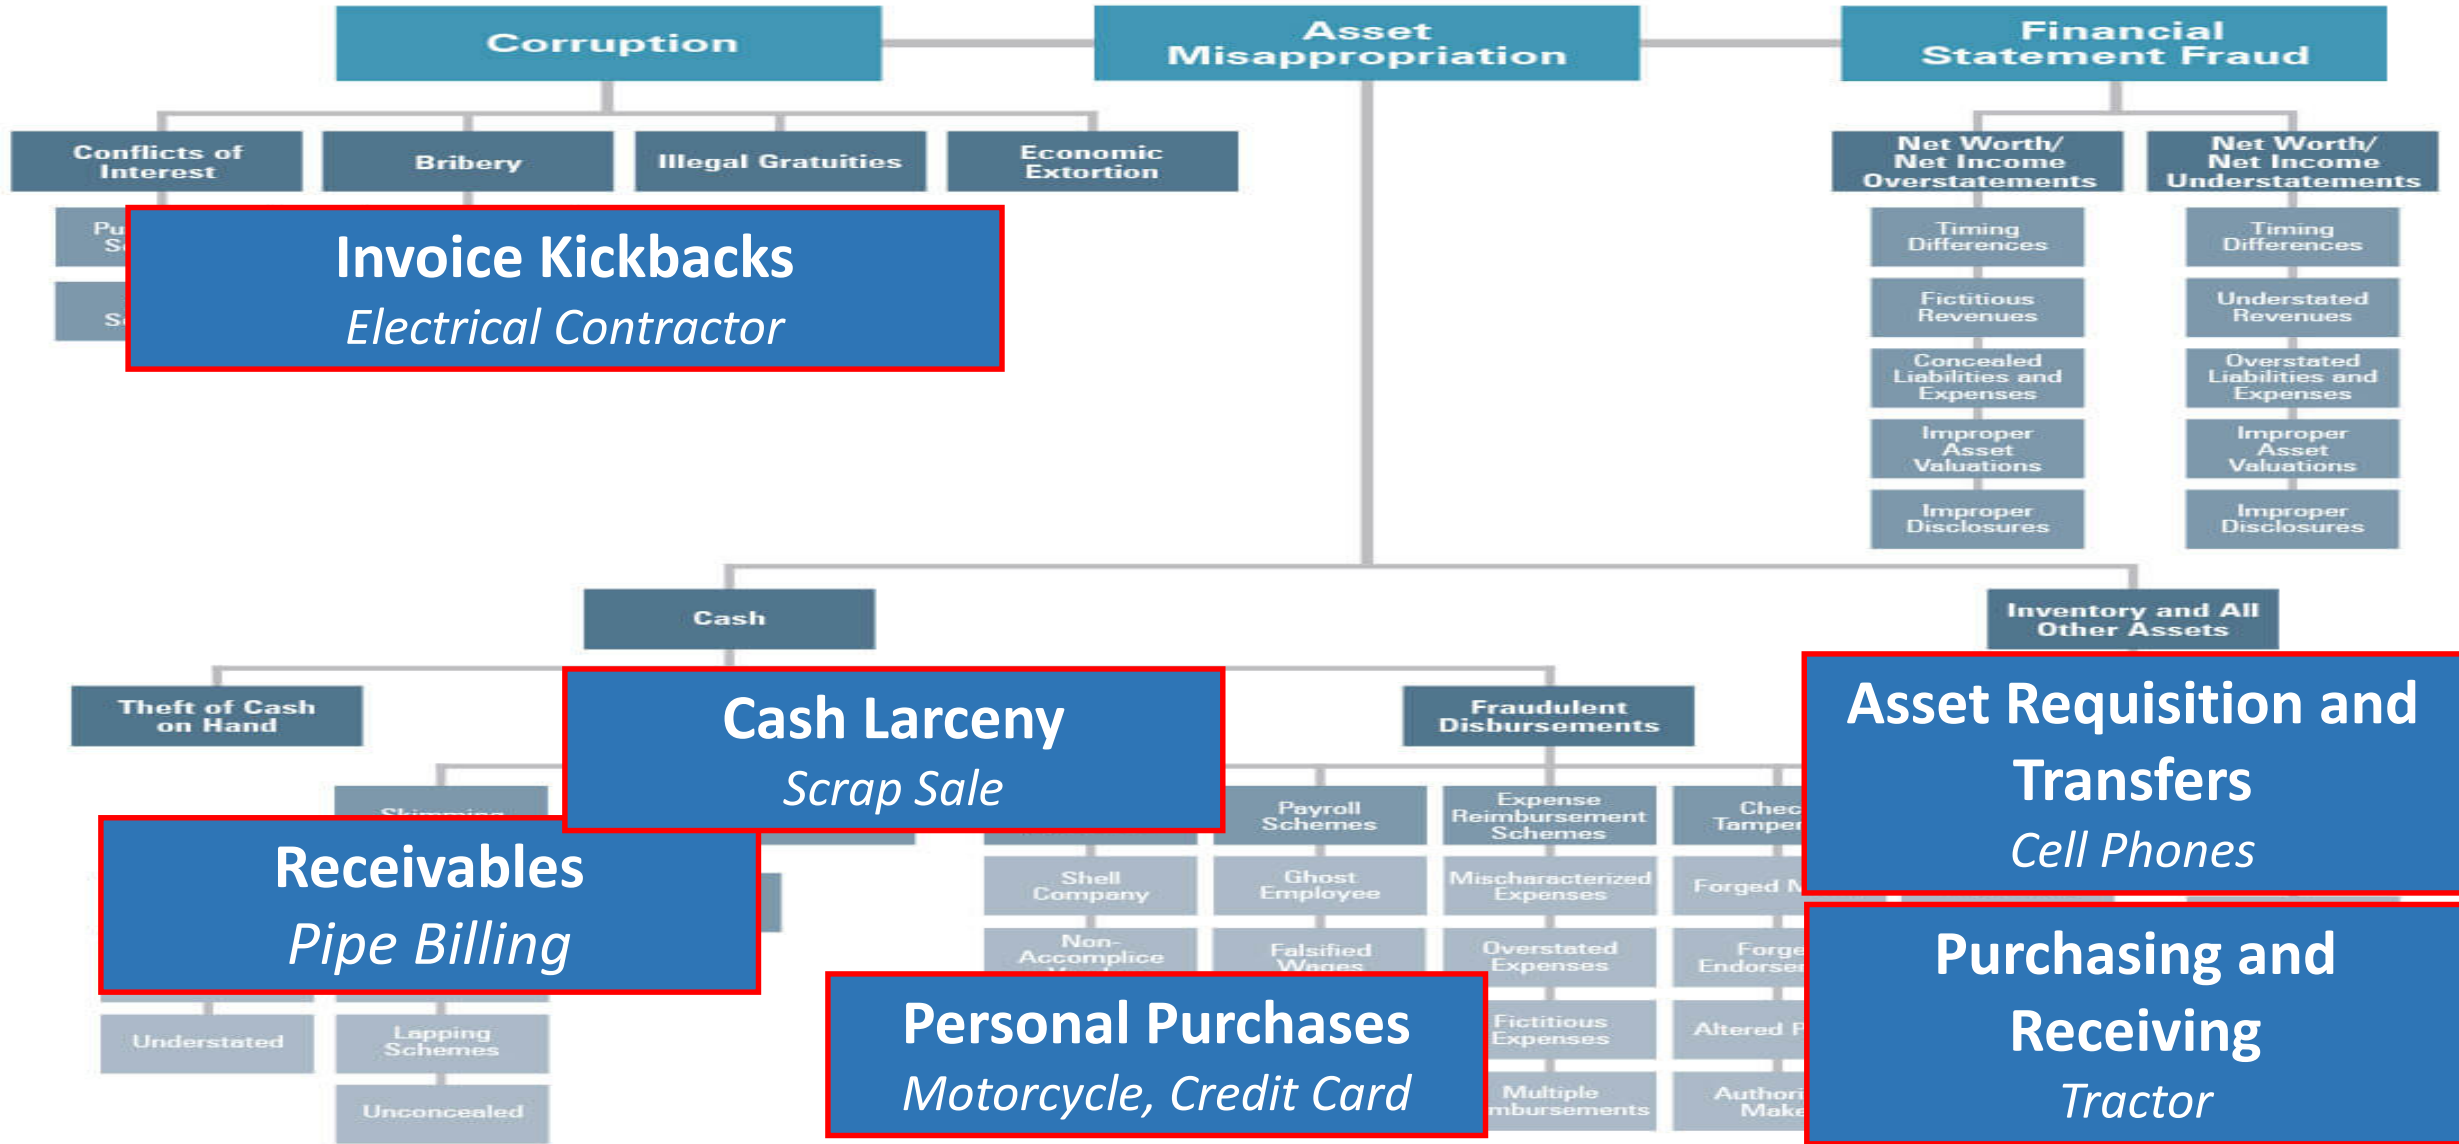 Corruption
Asset
Misappropriation
Financial
Statement Fraud
Conflicts of
Interest
Bribery
Illegal Gratuities
Economic
Extortion
Net Worth/
Net Income
Overstatements
Net Worth/
Net Income
Understatements
Invoice Kickbacks
Electrical Contractor
Timing
Differences
Timing
Differences
Fictitious
Revenues
Understated
Revenues
Concealed
Liabilities and
Expenses
Overstated
Liabilities and
Expenses
Improper
Asset
Valuations
Improper
Asset
Valuations
Improper
Disclosures
Improper
Disclosures
Cash
Inventory and All
Other Assets
Theft of Cash
on Hand
Cash Larceny
Scrap Sale
Fraudulent
Disbursements
Asset Requisition and
Transfers
Cell Phones
Skimming
Payroll
Schemes
Expense
Reimbursement
Schemes
Receivables
Pipe Billing
Shell
Company
Ghost
Employee
Mischaracterized
Expenses
Forged
Non-
Accomplice
Falsified
Wages
Overstated
Expenses
Purchasing and
Receiving
Tractor
Understated
Lapping
Schemes
Unconcealed
Personal Purchases
Motorcycle, Credit Card
Fictitious
Expenses
Altered
Multiple